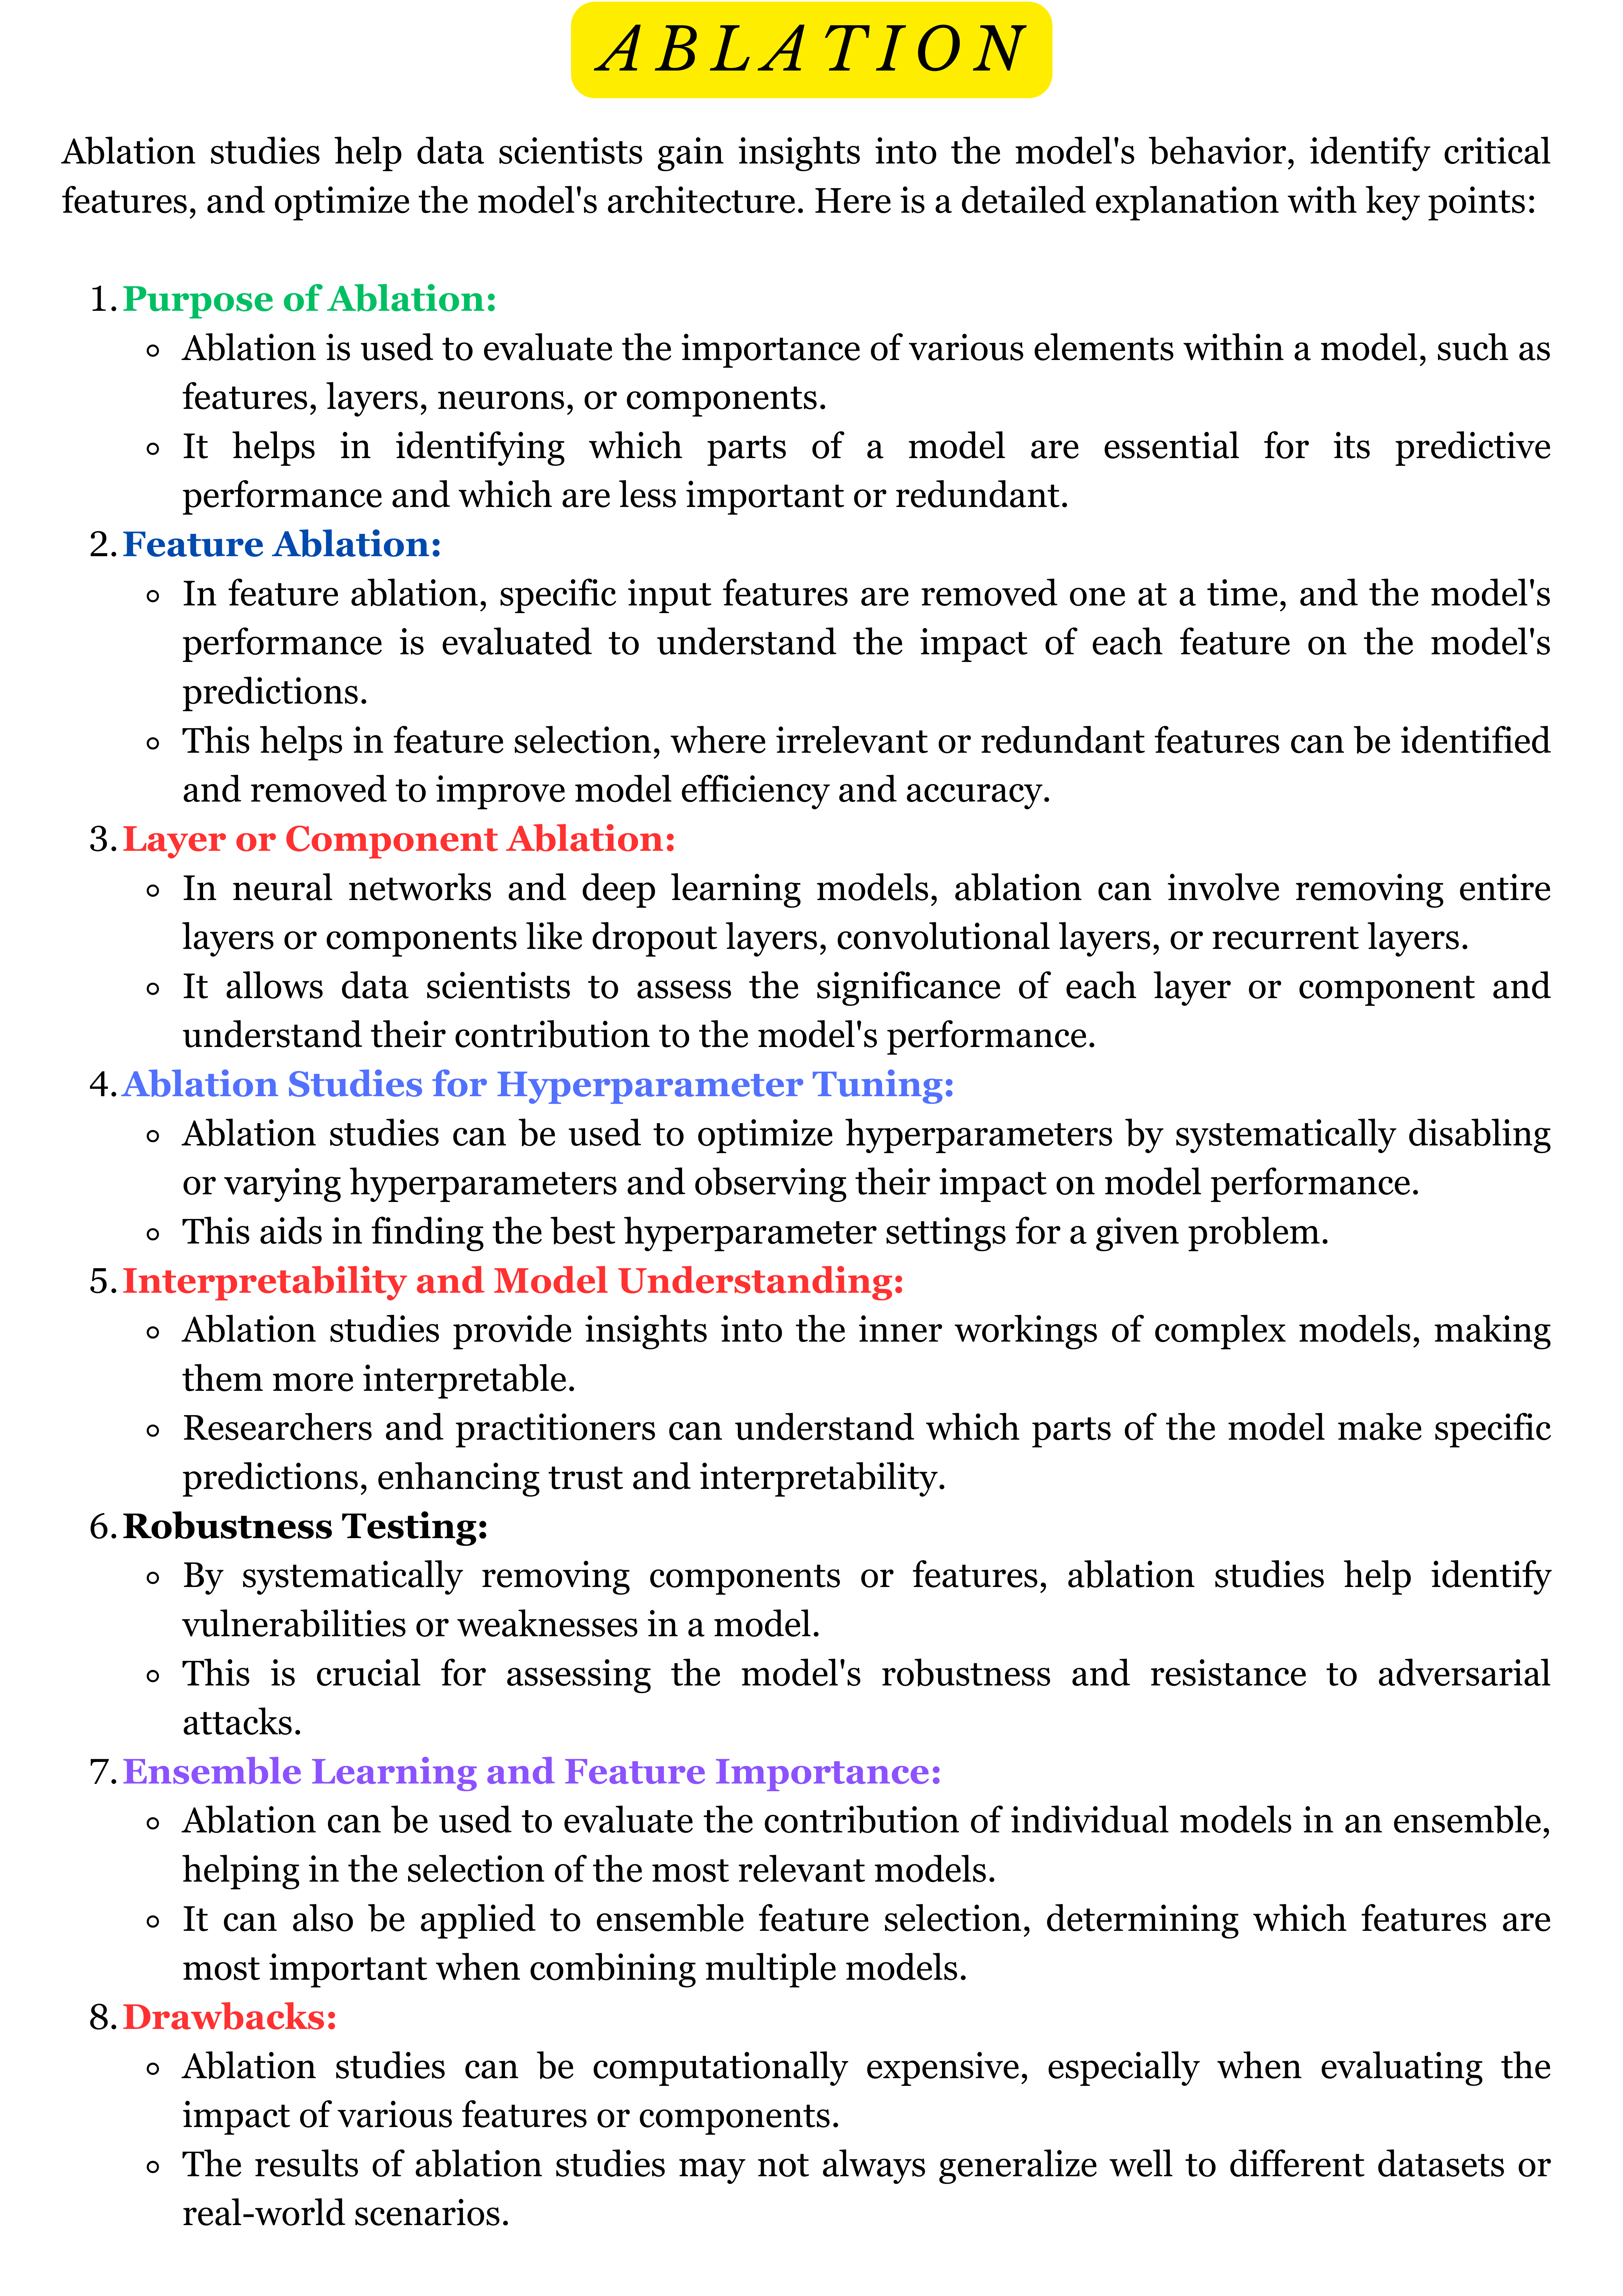 ABLATION
Ablation studies help data scientists gain insights into the model's behavior, identify critical
features, and optimize the model's architecture. Here is a detailed explanation with key points:
1. Purpose of Ablation:
Ablation is used to evaluate the importance of various elements within a model, such as
features, layers, neurons, or components.
It helps in identifying which parts of a model are essential for its predictive
performance and which are less important or redundant.
2. Feature Ablation:
In feature ablation, specific input features are removed one at a time, and the model's
performance is evaluated to understand the impact of each feature on the model's
predictions.
This helps in feature selection, where irrelevant or redundant features can be identified
and removed to improve model efficiency and accuracy.
3. Layer or Component Ablation:
In neural networks and deep learning models, ablation can involve removing entire
layers or components like dropout layers, convolutional layers, or recurrent layers.
It allows data scientists to assess the significance of each layer or component and
understand their contribution to the model's performance.
4. Ablation Studies for Hyperparameter Tuning:
Ablation studies can be used to optimize hyperparameters by systematically disabling
or varying hyperparameters and observing their impact on model performance.
This aids in finding the best hyperparameter settings for a given problem.
5. Interpretability and Model Understanding:
Ablation studies provide insights into the inner workings of complex models, making
them more interpretable.
Researchers and practitioners can understand which parts of the model make specific
predictions, enhancing trust and interpretability.
6. Robustness Testing:
By systematically removing components or features, ablation studies help identify
vulnerabilities or weaknesses in a model.
This is crucial for assessing the model's robustness and resistance to adversarial
attacks.
7. Ensemble Learning and Feature Importance:
Ablation can be used to evaluate the contribution of individual models in an ensemble,
helping in the selection of the most relevant models.
It can also be applied to ensemble feature selection, determining which features are
most important when combining multiple models.
8. Drawbacks:
Ablation studies can be computationally expensive, especially when evaluating the
impact of various features or components.
The results of ablation studies may not always generalize well to different datasets or
real-world scenarios.